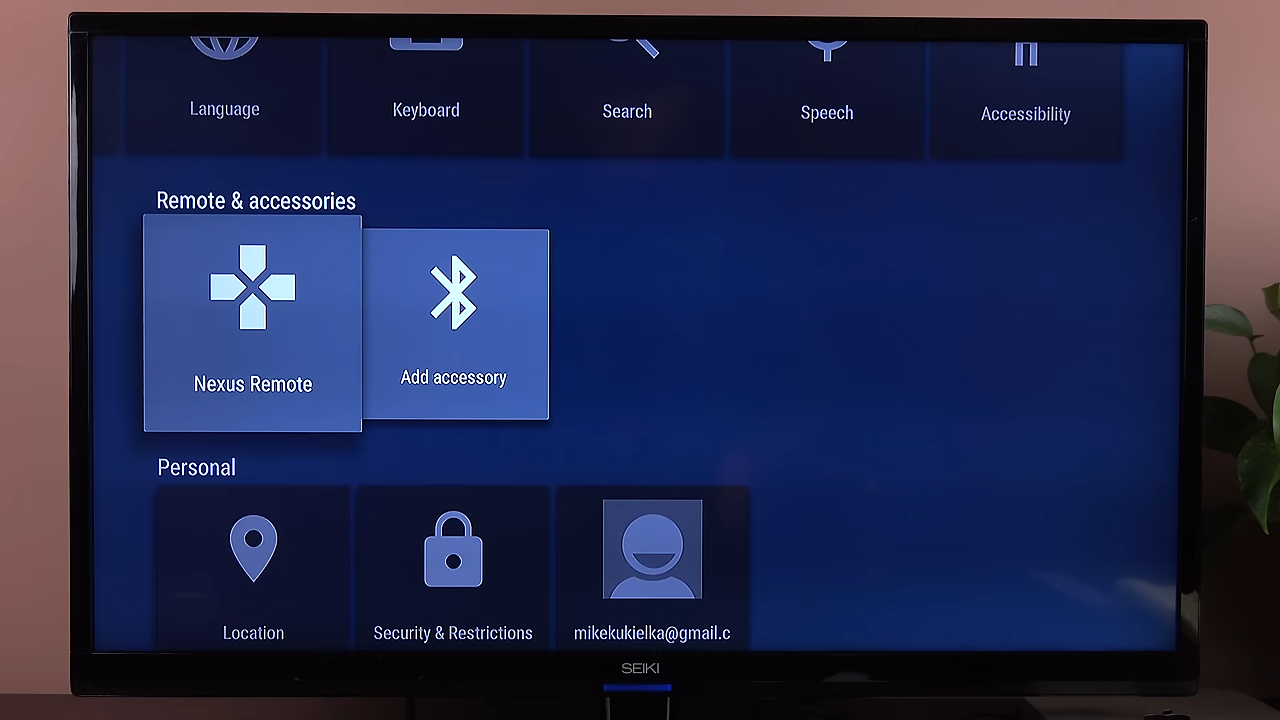 Language
Keyboard
Search
Speech
Accessibility
Remote & accessories
Nexus Remote
Add accessory
Personal
Location
Security & Restrictions
mikekukielka@gmail.c
SEIKI